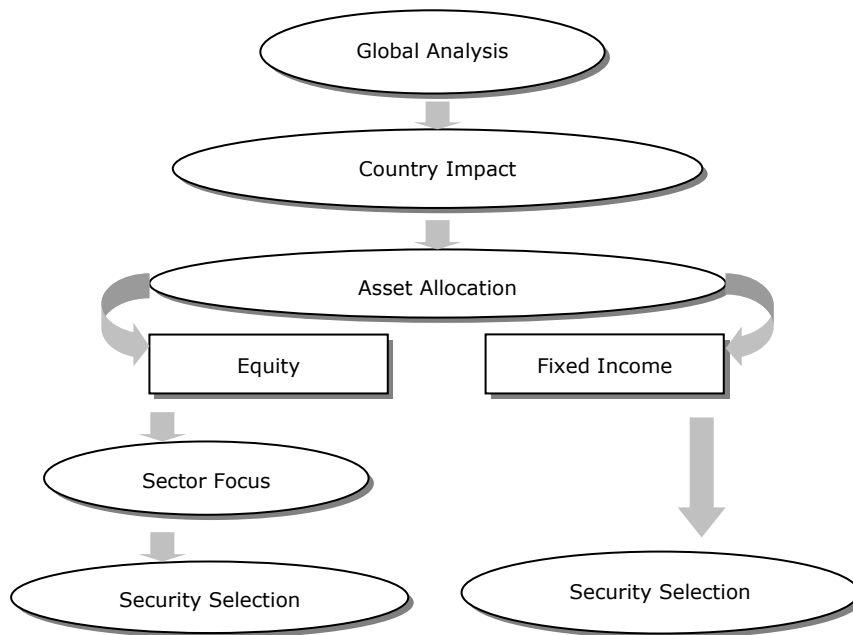 Global Analysis
Country Impact
Asset Allocation
Equity
Fixed Income
Sector Focus
Security Selection
Security Selection